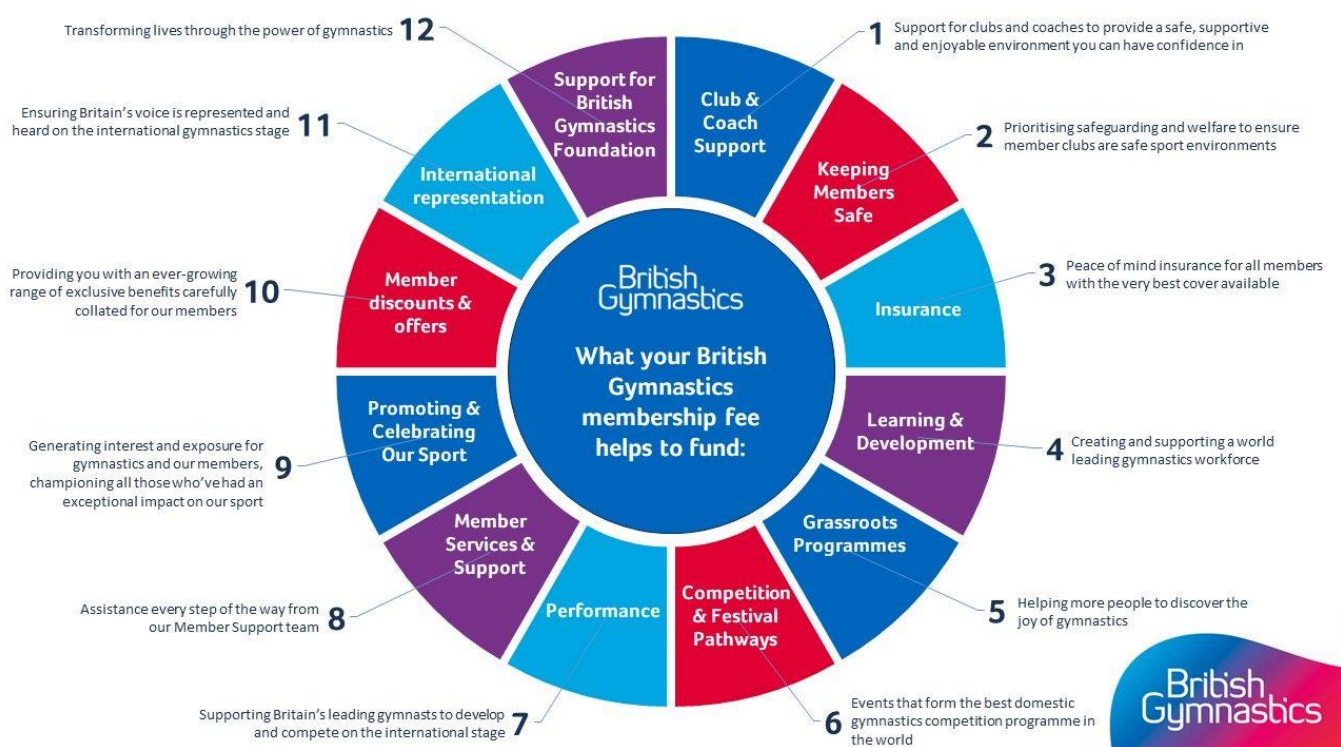 Transforming lives through the power of gymnastics 12
Support for
British
Gymnastics
Foundation
1 Support for clubs and coaches to provide a safe, supportive
and enjoyable environment you can have confidence in
Club &
Coach
Support
2 Prioritising safeguarding and welfare to ensure
member clubs are safe sport environments
Keeping
Members
Safe
3 Peace of mind insurance for all members
with the very best cover available
Insurance
4 Creating and supporting a world
leading gymnastics workforce
Learning &
Development
5 Helping more people to discover the
joy of gymnastics
Grassroots
Programmes
6 Events that form the best domestic
gymnastics competition programme in
the world
Competition
& Festival
Pathways
Supporting Britain's leading gymnasts to develop
and compete on the international stage 7
Performance
Assistance every step of the way from
our Member Support team 8
Member
Services &
Support
Generating interest and exposure for
gymnastics and our members,
championing all those who've had an
exceptional impact on our sport 9
Promoting &
Celebrating
Our Sport
Providing you with an ever-growing
range of exclusive benefits carefully
collated for our members 10
Member
discounts &
offers
Ensuring Britain's voice is represented and
heard on the international gymnastics stage 11
International
representation
British
Gymnastics
What your British
Gymnastics
membership fee
helps to fund:
British
Gymnastics